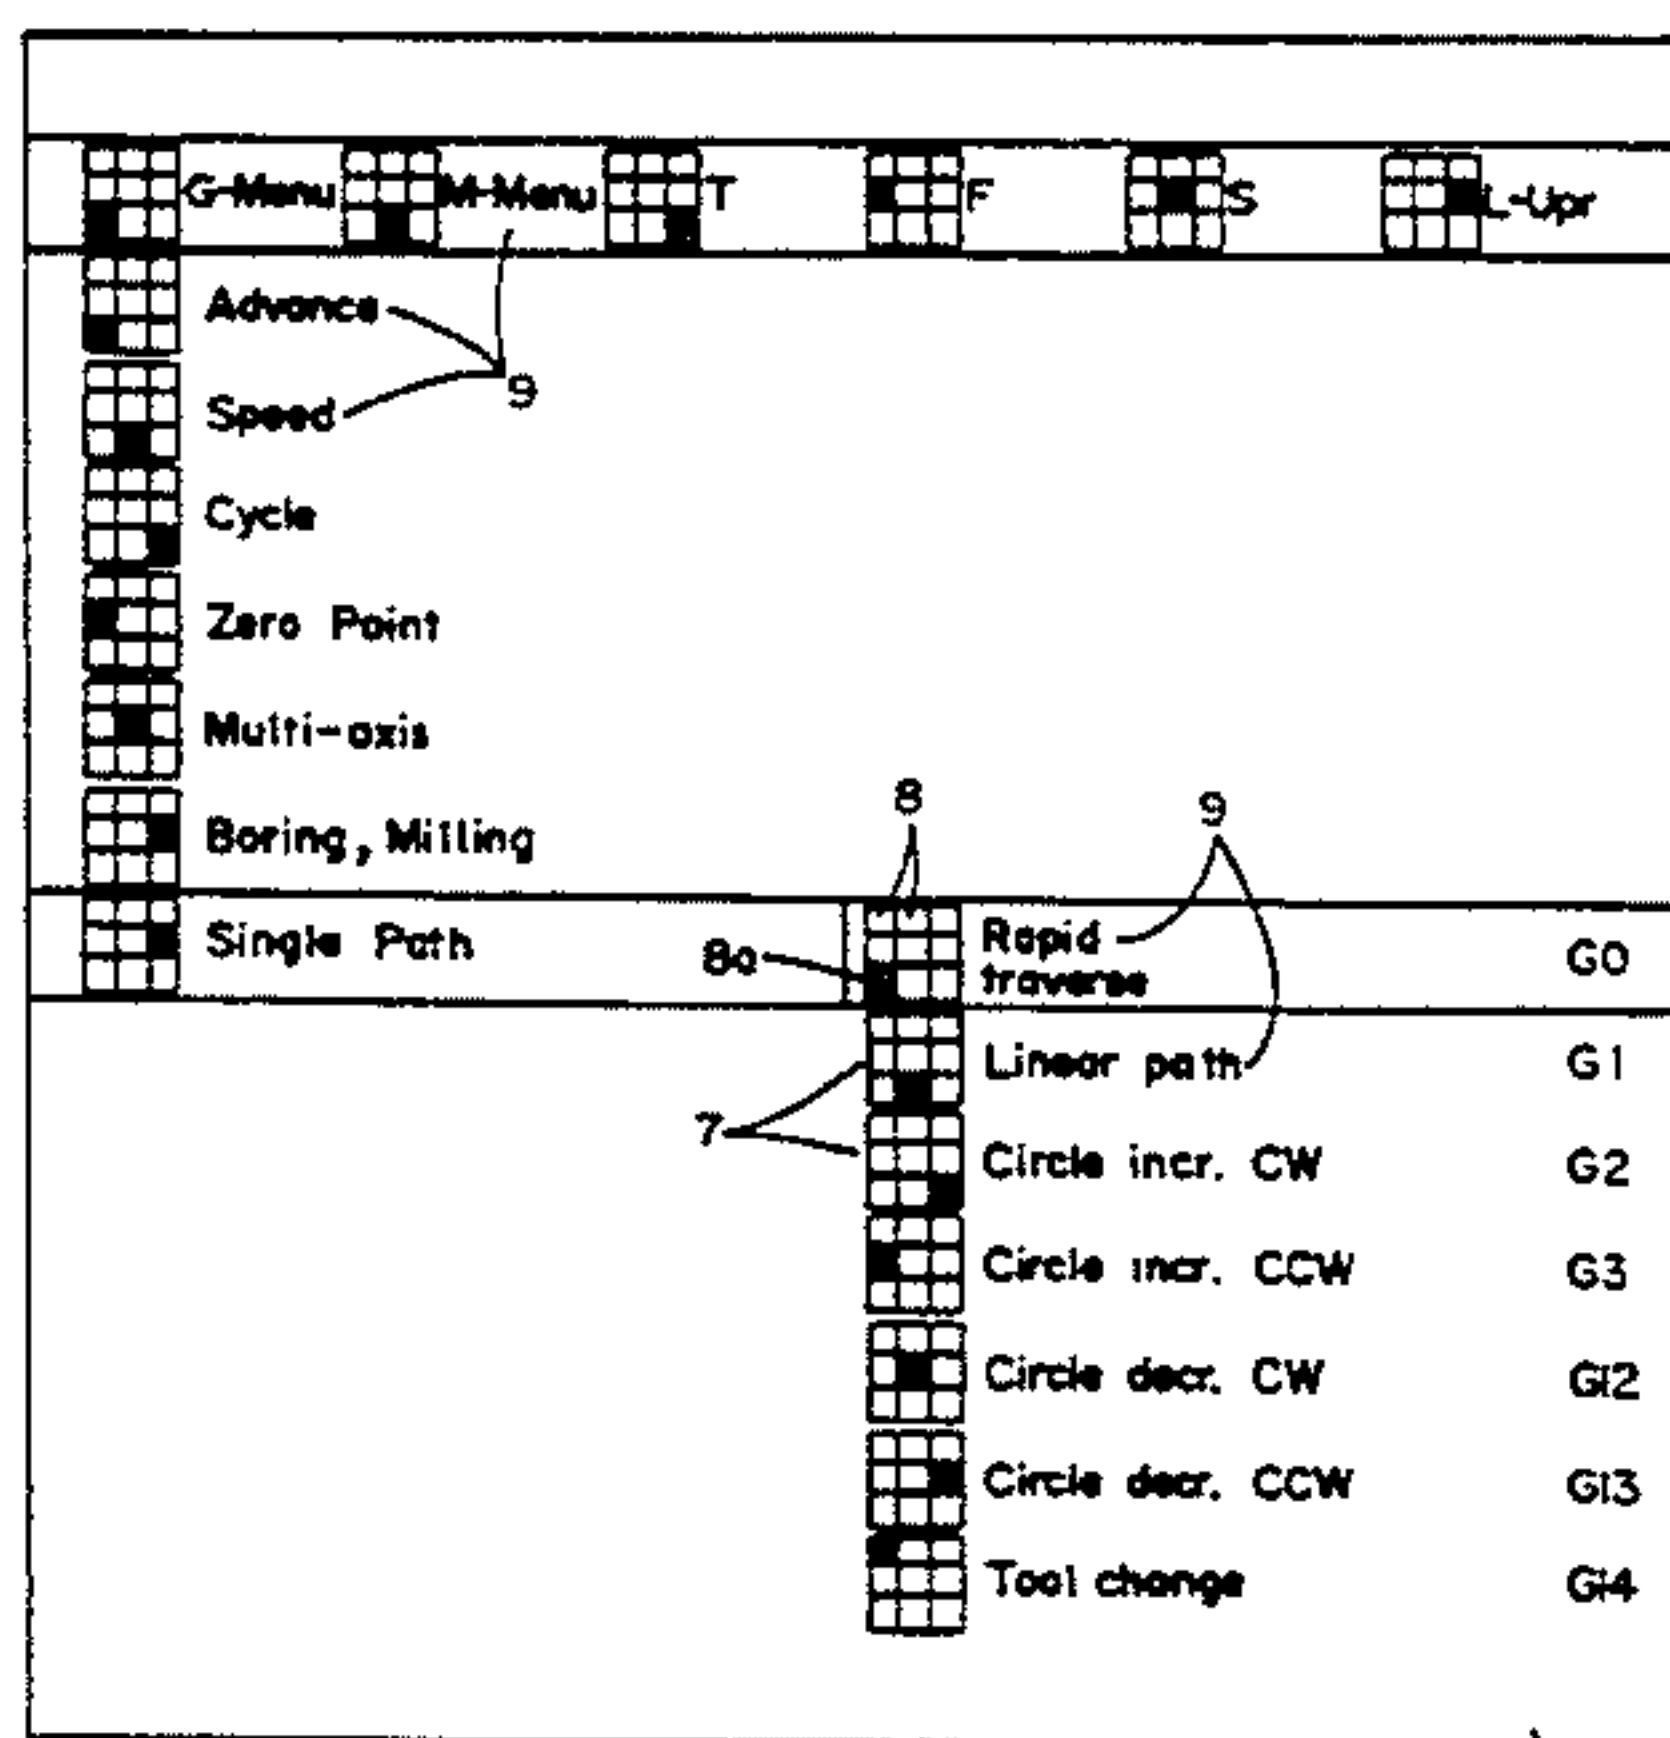 G-Menu M-Menu T F S L-Upr
Advance
Speed
9
Cycle
Zero Point
Multi-axis
Boring, Milling
8 9
Single Path
8a
Rapid
traverse
G0
Linear path G1
7
Circle incr. CW G2
Circle incr. CCW G3
Circle decr. CW G12
Circle decr. CCW G13
Tool change G14